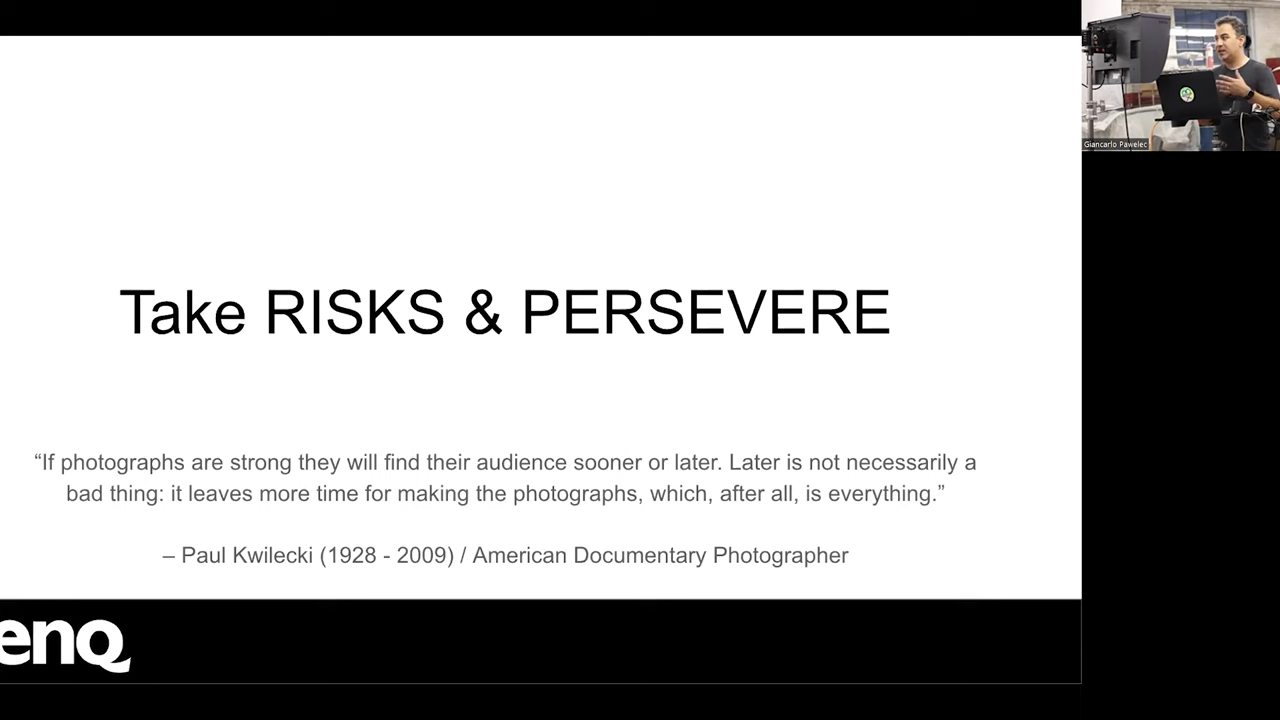 Take RISKS & PERSEVERE
“If photographs are strong they will find their audience sooner or later. Later is not necessarily a
bad thing: it leaves more time for making the photographs, which, after all, is everything.”
– Paul Kwilecki (1928 - 2009) / American Documentary Photographer
enQ
Giancarlo Pawelec